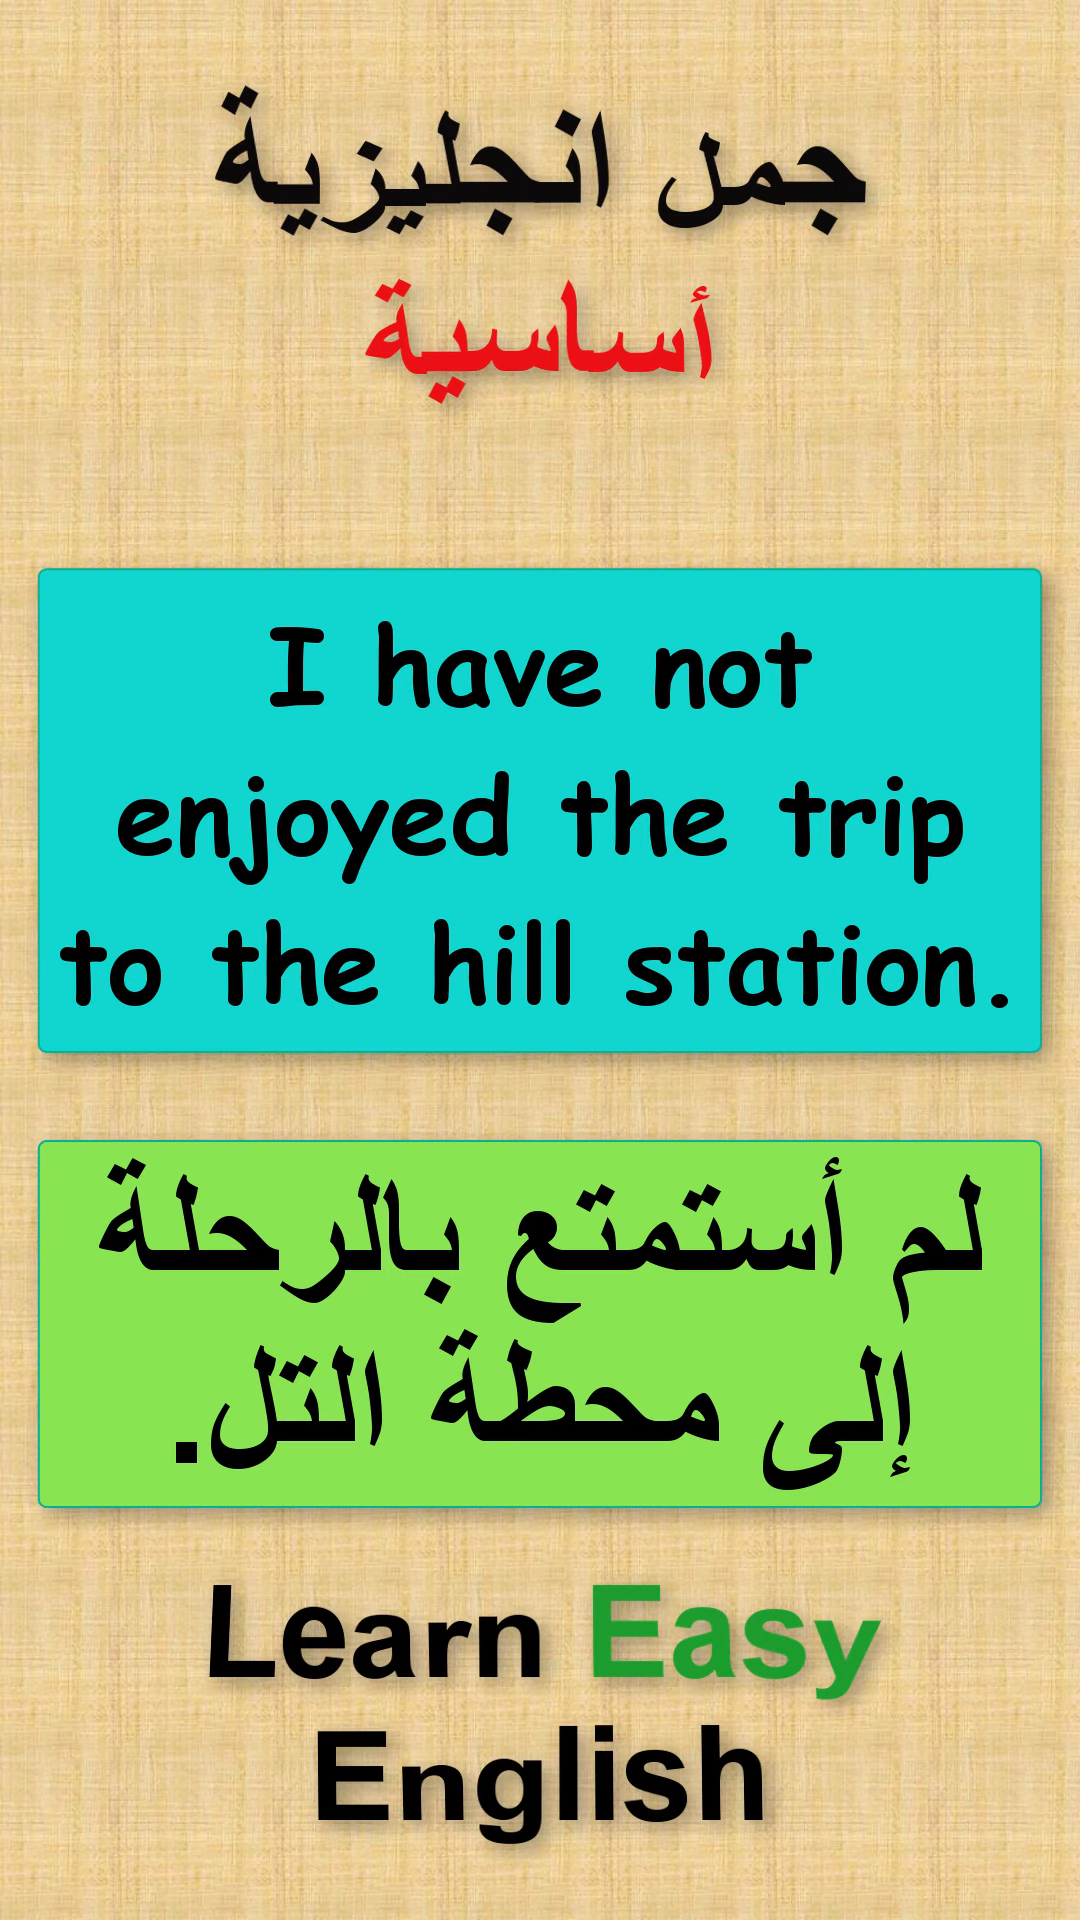 جمل انجليزية
أساسية
I have not
enjoyed the trip
to the hill station.
لم أستمتع بالرحلة
إلى محطة التل.
Learn Easy
English